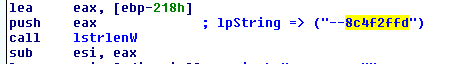 lea eax, [ebp-218h]
push eax ; lpString => ("--8c4f2ffd")
call lstrlenW
sub esi, eax